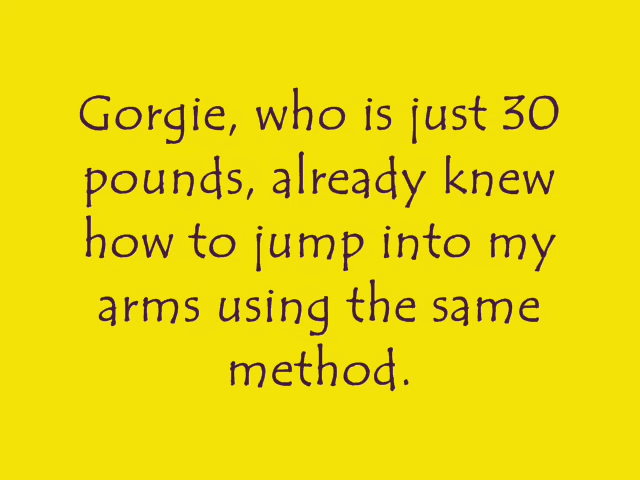 Gorgie, who is just 30
pounds, already knew
how to jump into my
arms using the same
method.